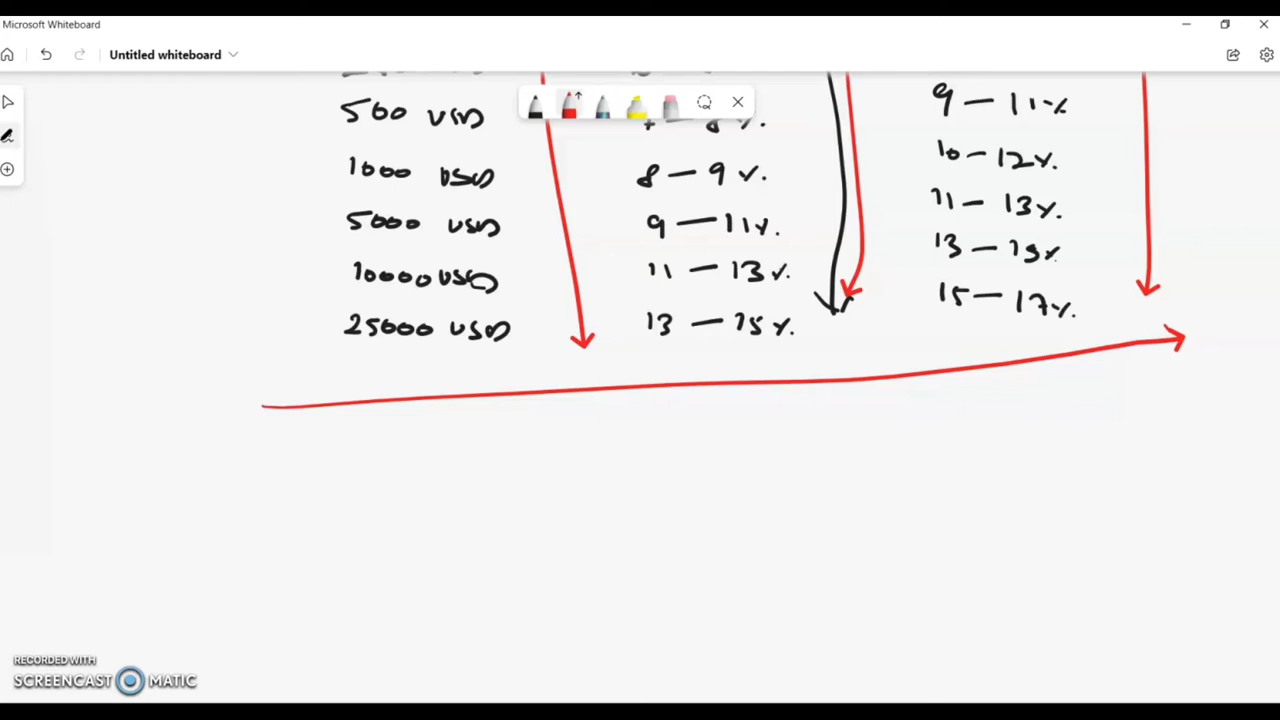 Microsoft Whiteboard
Untitled whiteboard
500 USD 9 — 11%
1000 USD 8 — 9%. 10 — 12%.
5000 USD 9 — 11%. 11 — 13%.
10000 USD 11 — 13%. 13 — 15%.
25000 USD 13 — 15%. 15 — 17%.
RECORDED WITH
SCREENCAST MATIC